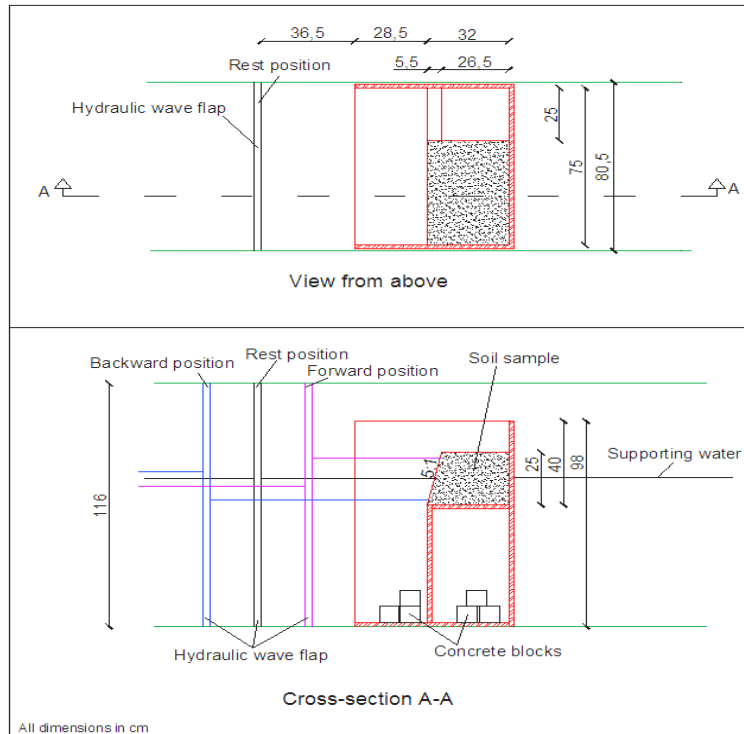 36,5
28,5
32
5,5
26,5
Rest position
Hydraulic wave flap
25
75
80,5
A
A
View from above
Backward position
Rest position
Forward position
Soil sample
5:1
25
40
98
Supporting water
116
Hydraulic wave flap
Concrete blocks
Cross-section A-A
All dimensions in cm